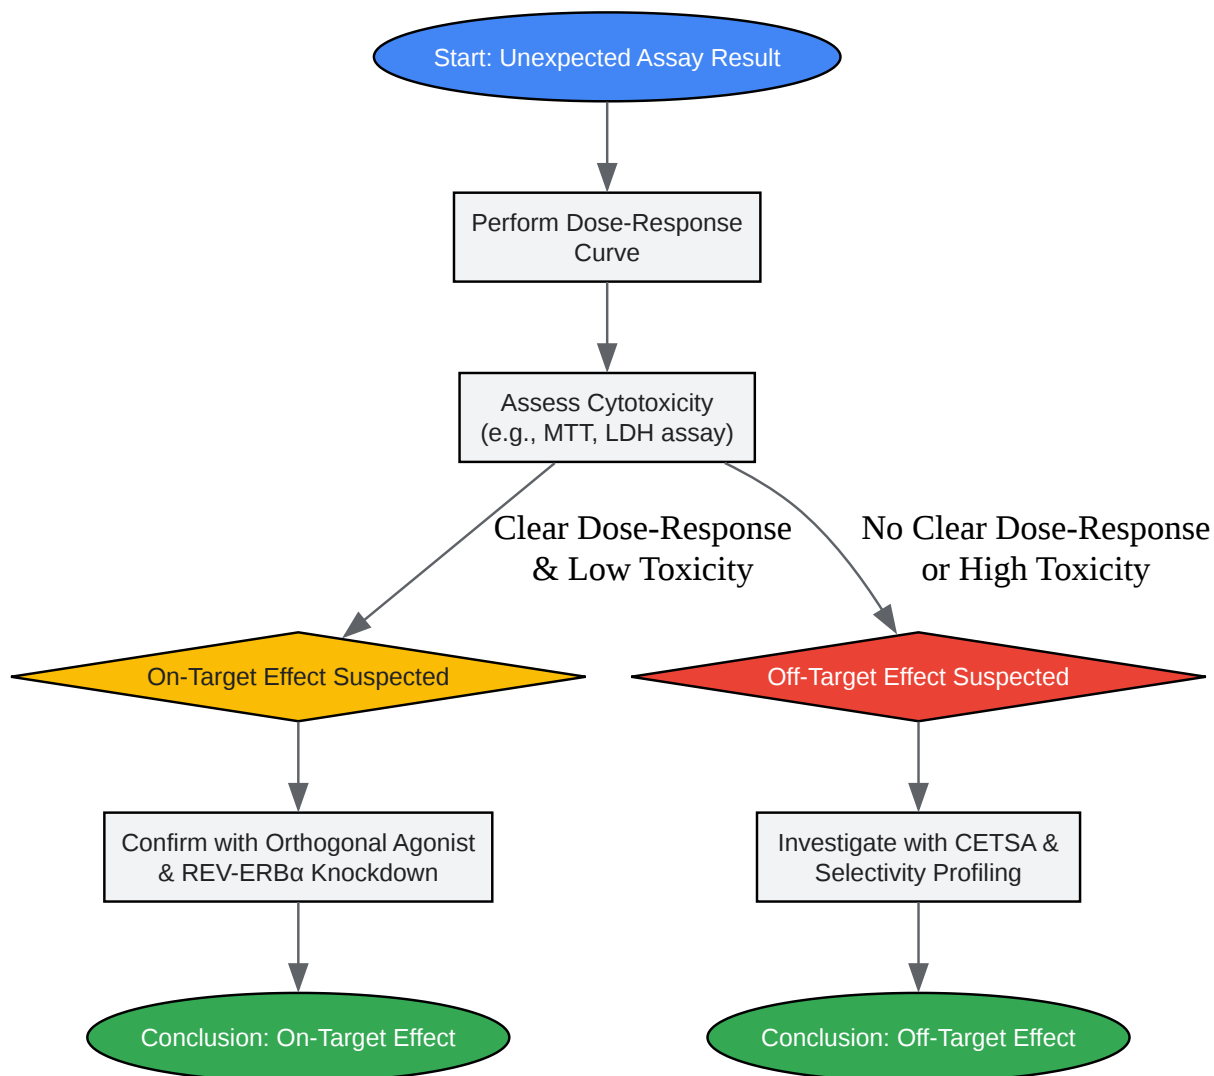 Start: Unexpected Assay Result
Perform Dose-Response
Curve
Assess Cytotoxicity
(e.g., MTT, LDH assay)
Clear Dose-Response
& Low Toxicity
No Clear Dose-Response
or High Toxicity
On-Target Effect Suspected
Off-Target Effect Suspected
Confirm with Orthogonal Agonist
& REV-ERBα Knockdown
Investigate with CETSA &
Selectivity Profiling
Conclusion: On-Target Effect
Conclusion: Off-Target Effect